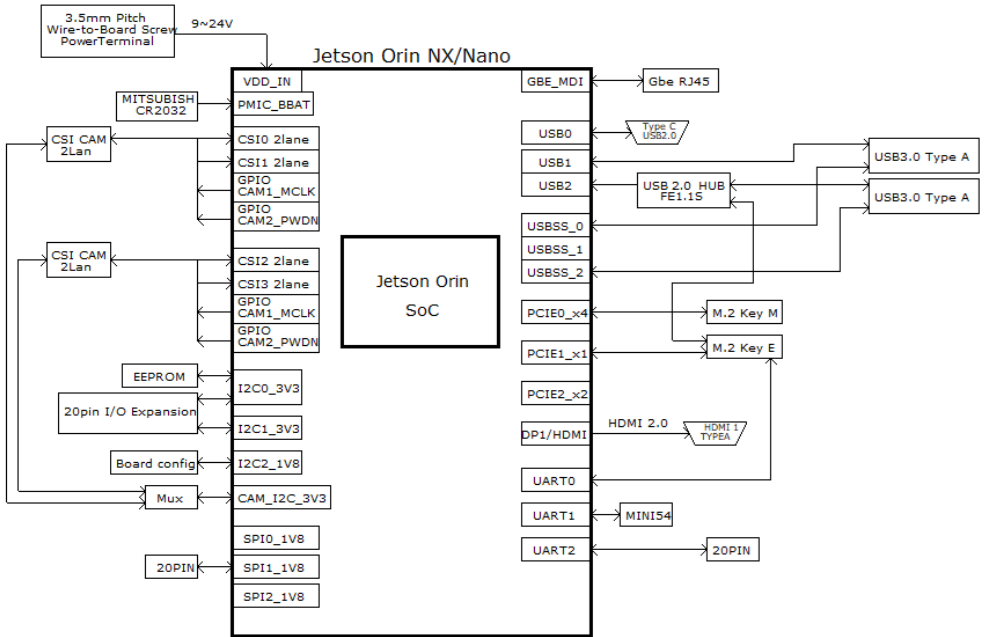 3.5mm Pitch
Wire-to-Board Screw
PowerTerminal
9~24V
Jetson Orin NX/Nano
VDD_IN
MITSUBISH
CR2032
PMIC_BBAT
CSI CAM
2Lan
CSI0 2lane
CSI1 2lane
GPIO
CAM1_MCLK
GPIO
CAM2_PWDN
CSI CAM
2Lan
CSI2 2lane
CSI3 2lane
GPIO
CAM1_MCLK
GPIO
CAM2_PWDN
EEPROM
I2C0_3V3
20pin I/O Expansion
I2C1_3V3
Board config
I2C2_1V8
Mux
CAM_I2C_3V3
SPI0_1V8
20PIN
SPI1_1V8
SPI2_1V8
Jetson Orin
SoC
GBE_MDI
Gbe RJ45
USB0
Type C
USB2.0
USB1
USB3.0 Type A
USB2
USB 2.0 HUB
FE1.1S
USB3.0 Type A
USBSS_0
USBSS_1
USBSS_2
PCIE0_x4
M.2 Key M
PCIE1_x1
M.2 Key E
PCIE2_x2
DP1/HDMI
HDMI 2.0
HDMI 1
TYPEA
UART0
UART1
MINI54
UART2
20PIN